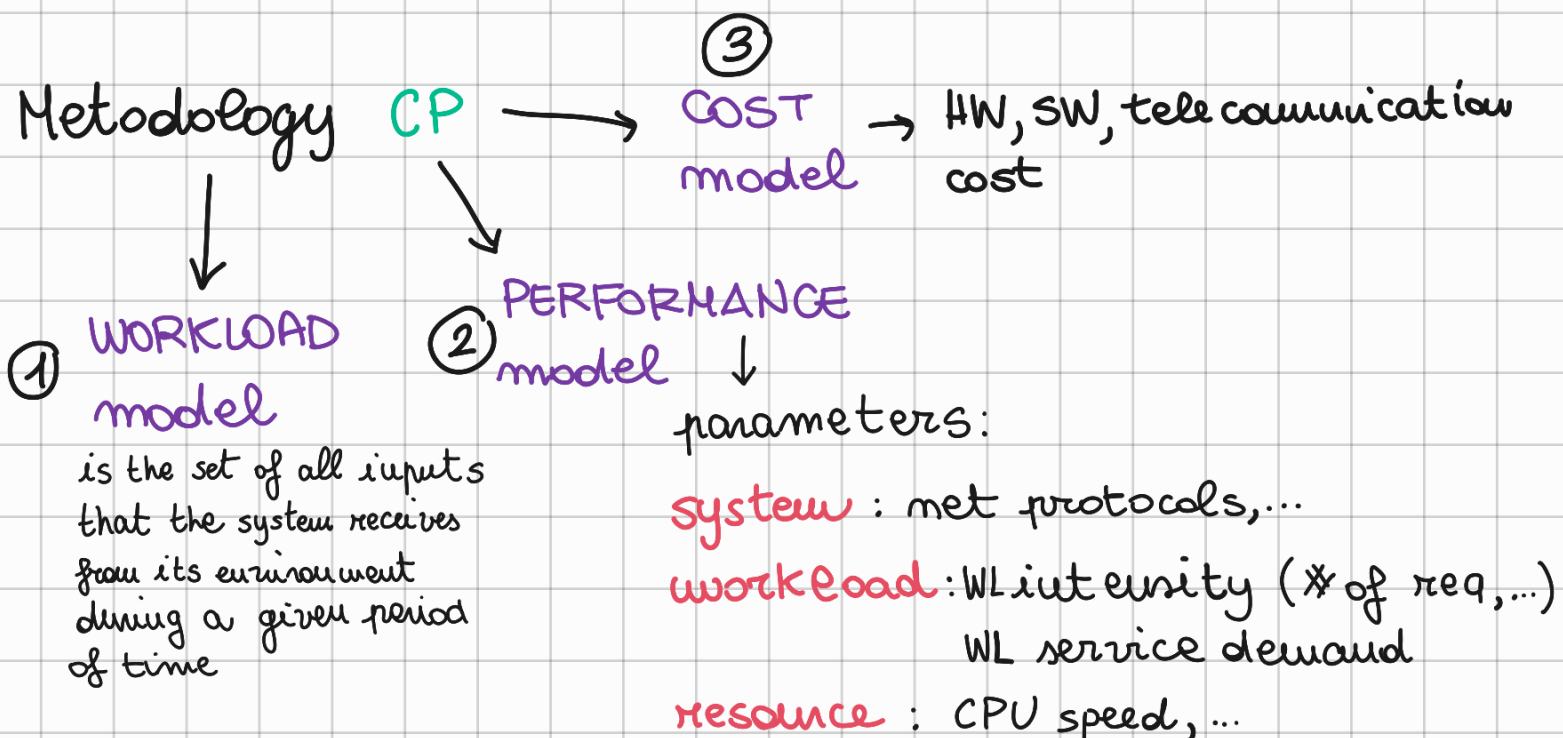 3
Metodology CP → COST → HW, SW, telecommunication
model cost
1 WORKLOAD
model
is the set of all inputs
that the system receives
from its environment
during a given period
of time
2 PERFORMANCE
model
parameters:
system : net protocols,...
workload : WL intensity (# of req,...)
WL service demand
resource : CPU speed,...